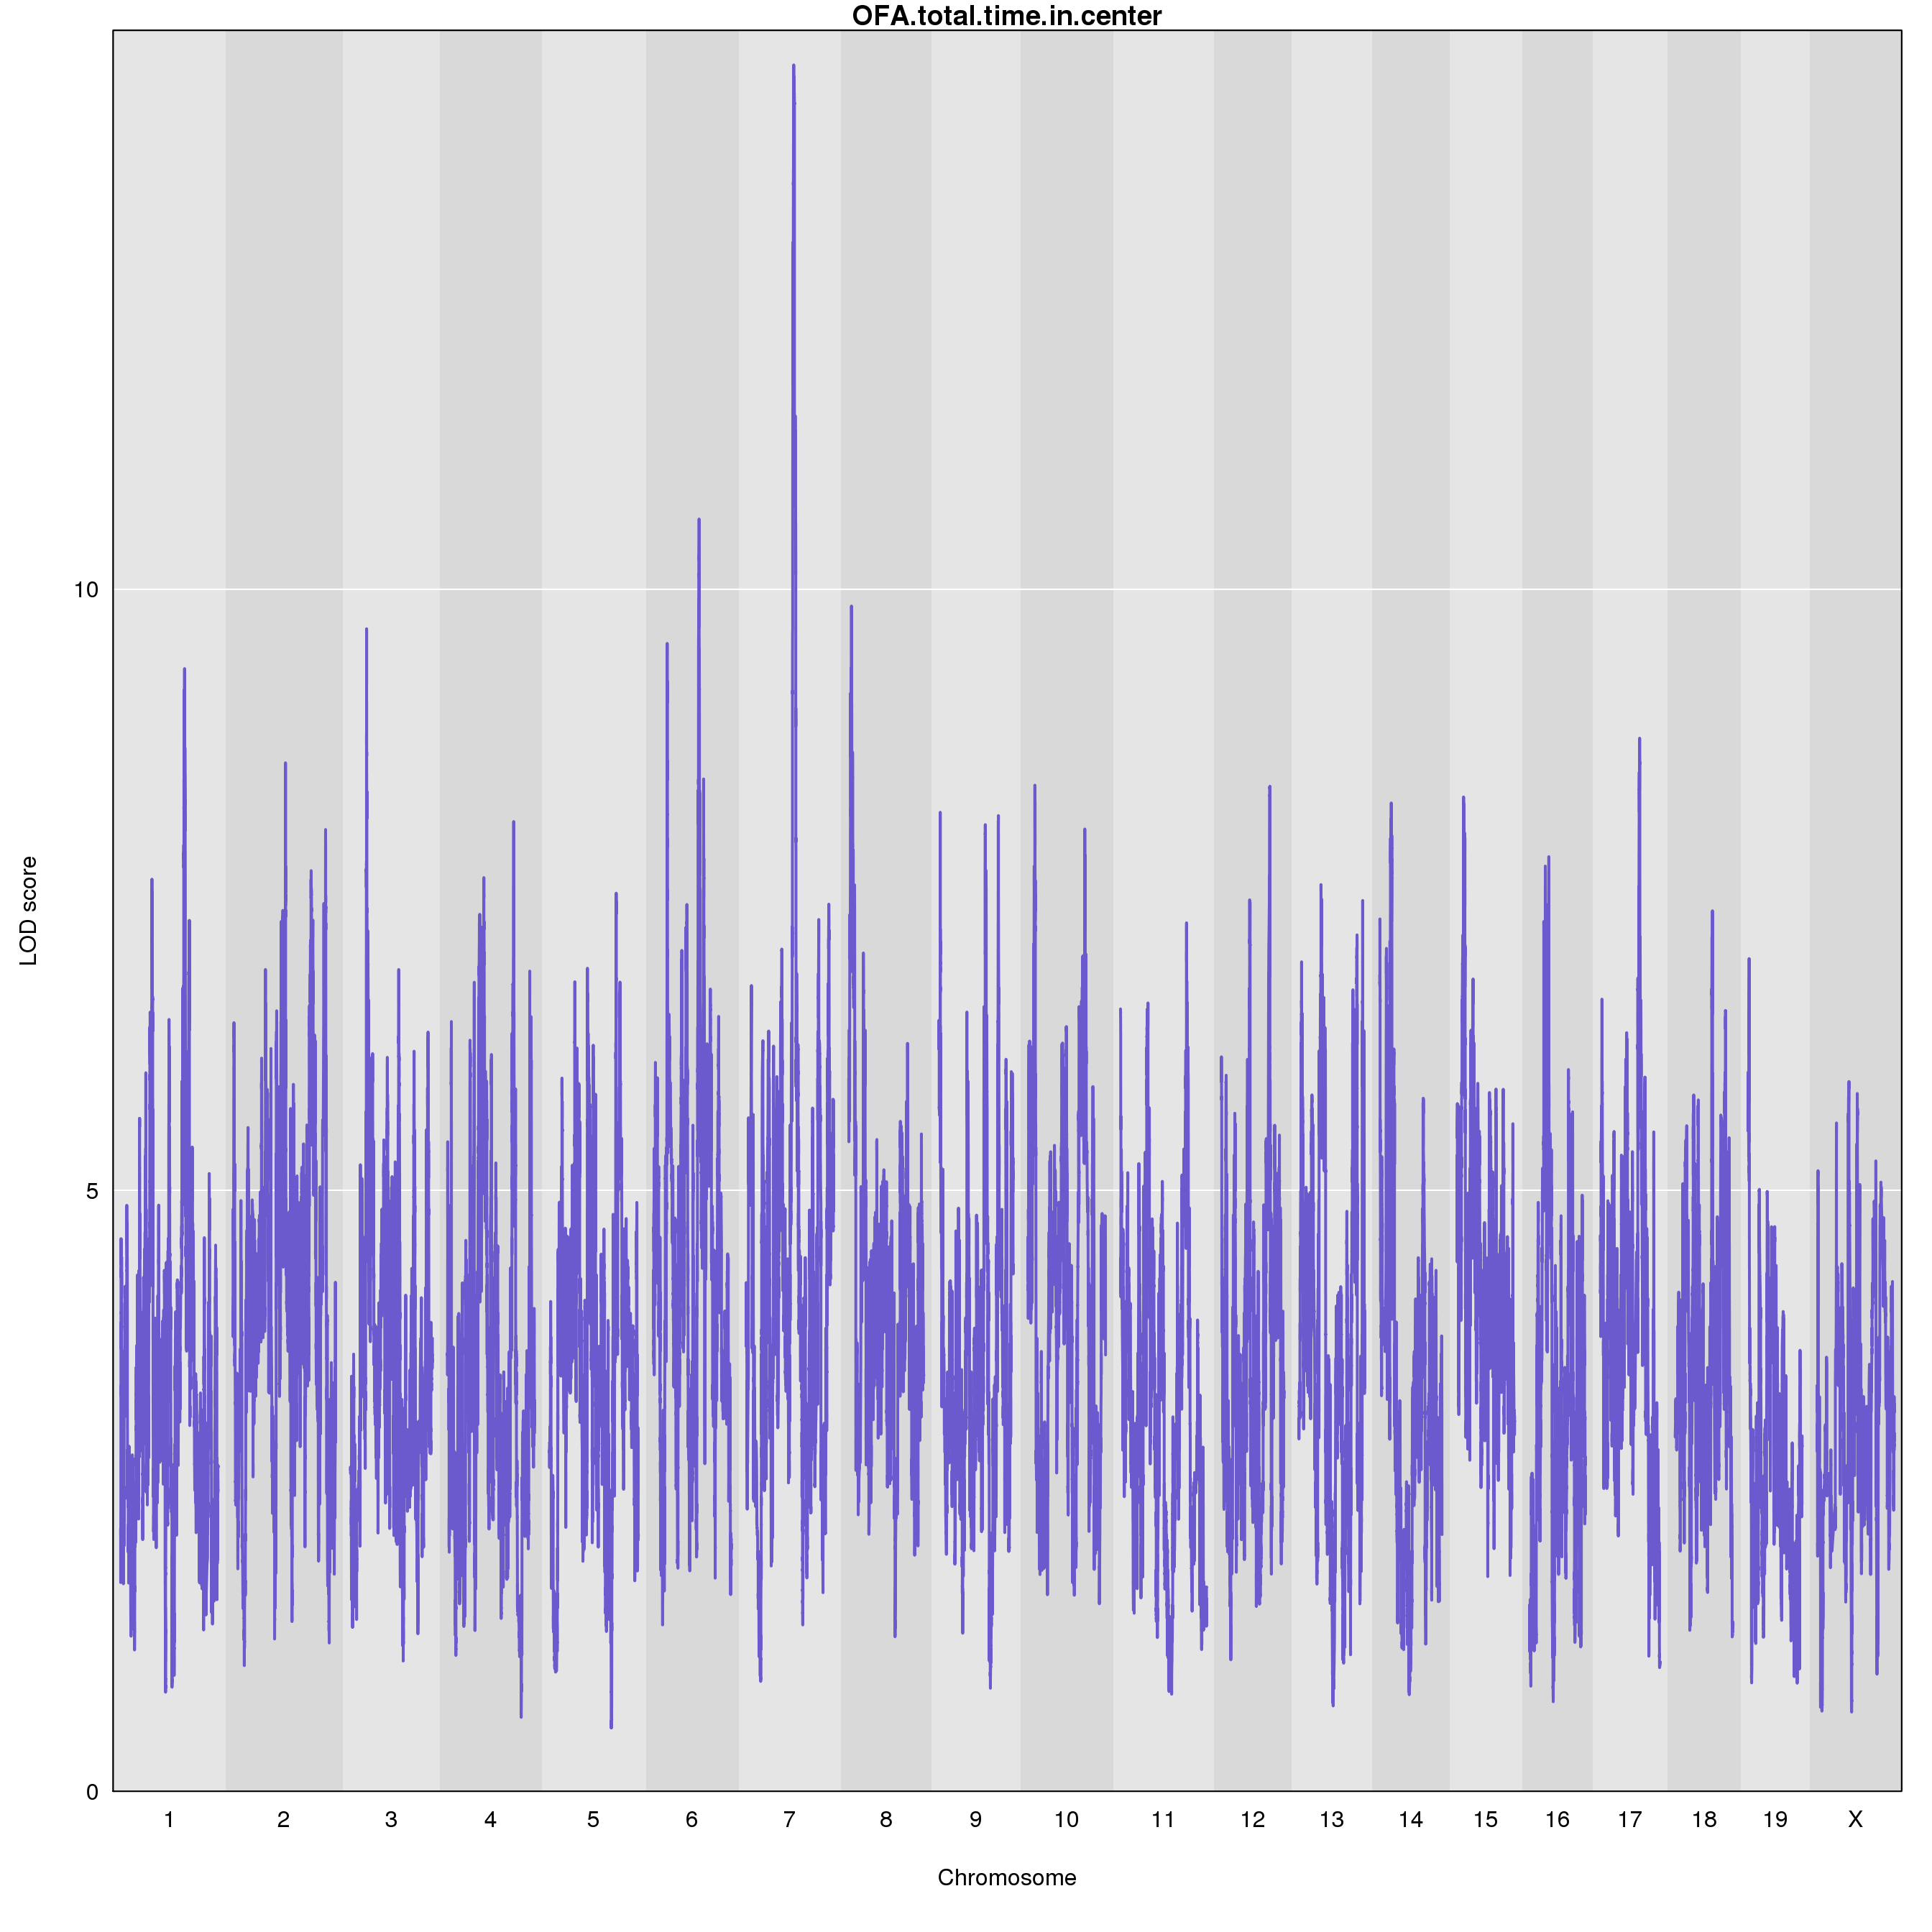 OFA.total.time.in.center
10
LOD score
5
0
1 2 3 4 5 6 7 8 9 10 11 12 13 14 15 16 17 18 19 X
Chromosome